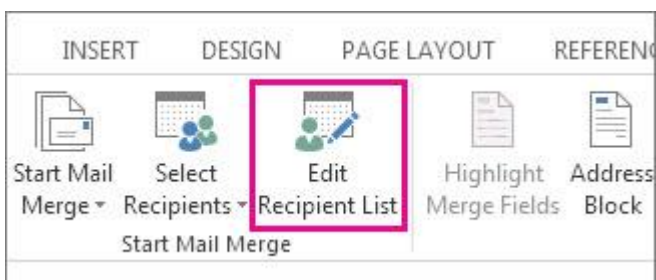 INSERT DESIGN PAGE LAYOUT
Start Mail Merge
Select Recipients
Edit Recipient List
Highlight Merge Fields
Address Block
Start Mail Merge